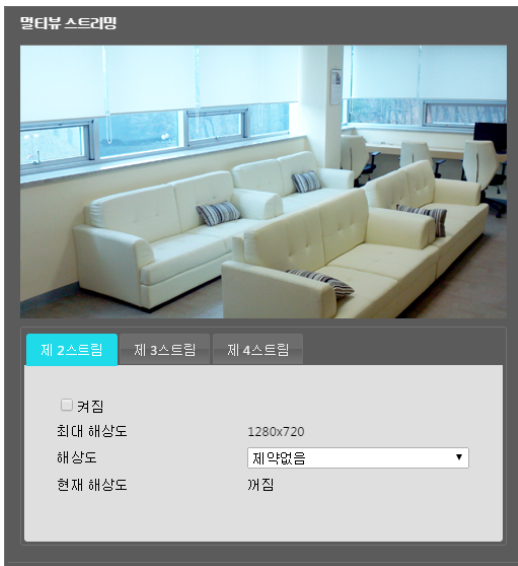 멀티뷰 스트리밍
제 2스트림 제 3스트림 제 4스트림
켜짐
최대 해상도 1280x720
해상도 제약없음
현재 해상도 꺼짐